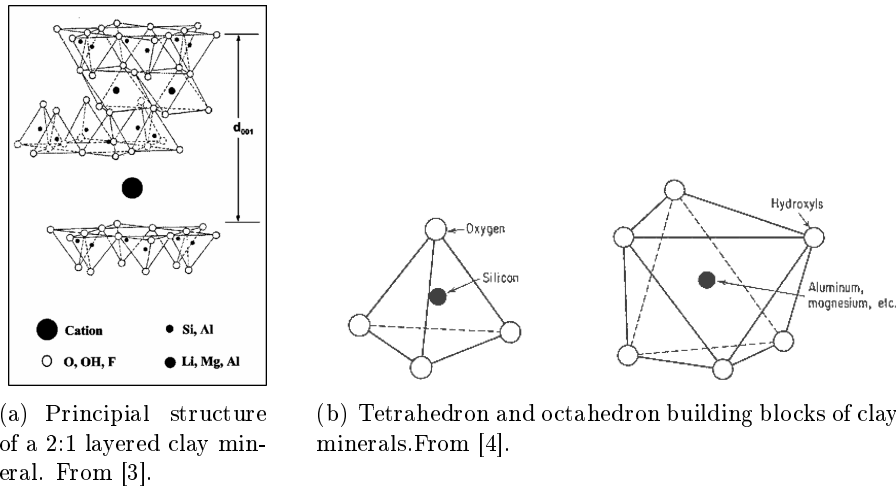 d001
Cation
Si, Al
O, OH, F
Li, Mg, Al
Oxygen
Silicon
Hydroxyls
Aluminum,
mognesium, etc.
(a) Principial structure
of a 2:1 layered clay min-
eral. From [3].
(b) Tetrahedron and octahedron building blocks of clay
minerals.From [4].